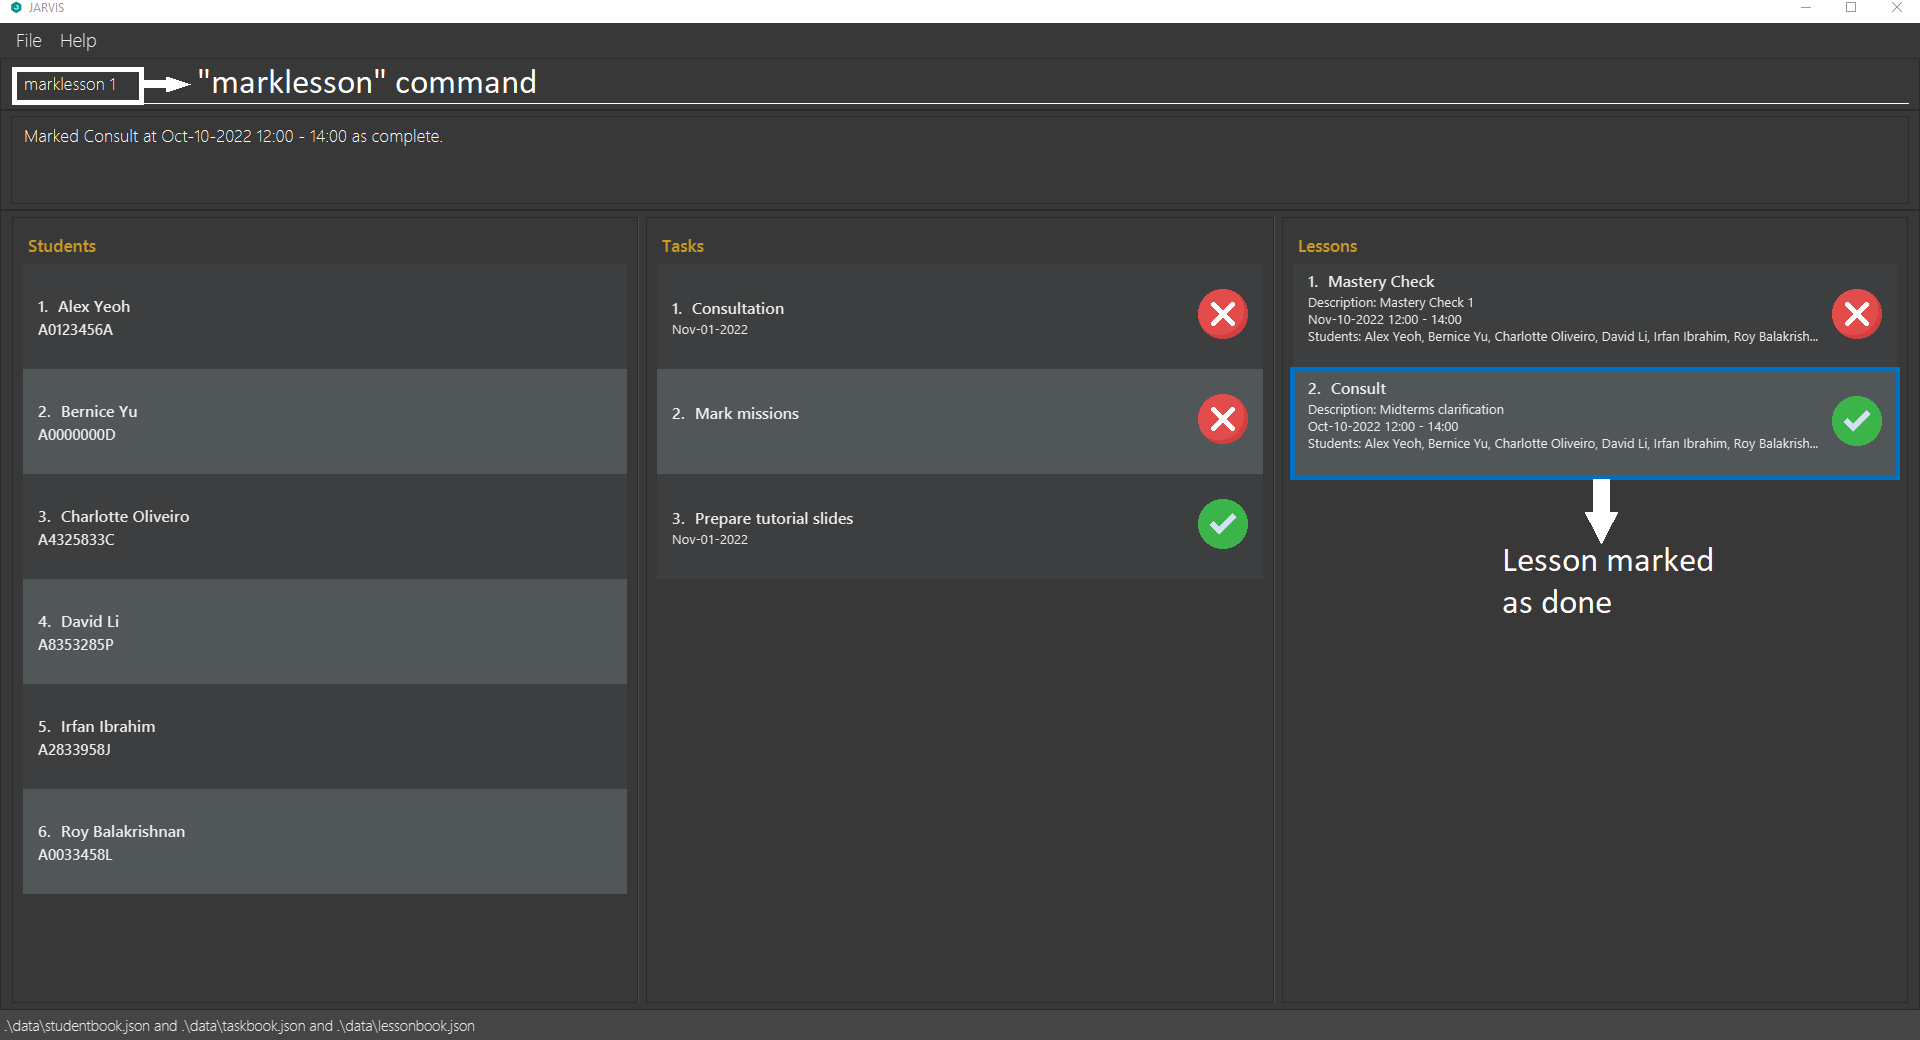 JARVIS
File Help
marklesson 1
"marklesson" command
Marked Consult at Oct-10-2022 12:00 - 14:00 as complete.
Students
1. Alex Yeoh
A0123456A
2. Bernice Yu
A0000000D
3. Charlotte Oliveiro
A4325833C
4. David Li
A8353285P
5. Irfan Ibrahim
A2833958J
6. Roy Balakrishnan
A0033458L
Tasks
1. Consultation
Nov-01-2022
2. Mark missions
3. Prepare tutorial slides
Nov-01-2022
Lessons
1. Mastery Check
Description: Mastery Check 1
Nov-10-2022 12:00 - 14:00
Students: Alex Yeoh, Bernice Yu, Charlotte Oliveiro, David Li, Irfan Ibrahim, Roy Balakrish...
2. Consult
Description: Midterms clarification
Oct-10-2022 12:00 - 14:00
Students: Alex Yeoh, Bernice Yu, Charlotte Oliveiro, David Li, Irfan Ibrahim, Roy Balakrish...
Lesson marked
as done
.\data\studentbook.json and .\data\taskbook.json and .\data\lessonbook.json